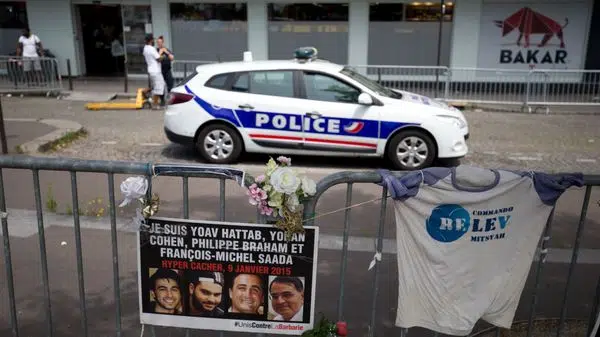 BAKAR
POLICE
JE SUIS YOAV HATTAB, YOHAN
COHEN, PHILIPPE BRAHAM ET
FRANÇOIS-MICHEL SAADA
HYPER CACHER, 9 JANVIER 2015
#UnisContreLaBarbarie
COMMANDO
RELEV
MITSVAH